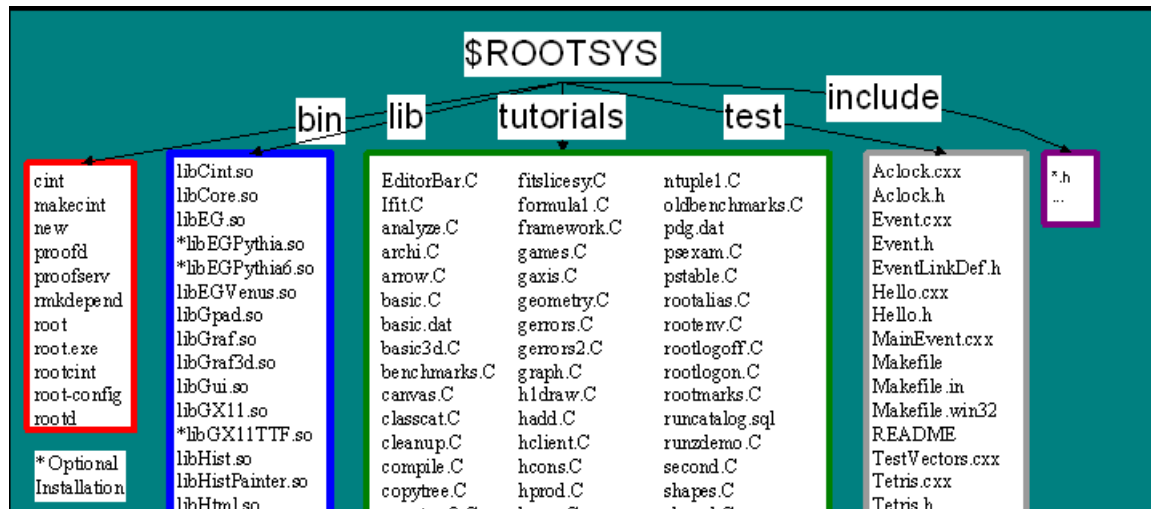 $ROOTSYS
bin
lib
tutorials
test
include
cint
makecint
new
proofd
proofserv
rmkdepend
root
root.exe
rootcint
root-config
rootd
* Optional
Installation
libCint.so
libCore.so
libEG.so
*libEGPythia.so
*libEGPythia6.so
libEGVenus.so
libGpad.so
libGraf.so
libGraf3d.so
libGui.so
libGX11.so
*libGX11TTF.so
libHist.so
libHistPainter.so
libHtml.so
EditorBar.C
Ifit.C
analyze.C
archi.C
arrow.C
basic.C
basic.dat
basic3d.C
benchmarks.C
canvas.C
classcat.C
cleanup.C
compile.C
copytree.C
fitslicesy.C
formula1.C
framework.C
games.C
gaxis.C
geometry.C
gerrors.C
gerrors2.C
graph.C
h1draw.C
hadd.C
hclient.C
hcons.C
hprod.C
ntuple1.C
oldbenchmarks.C
pdg.dat
psexam.C
pstable.C
rootalias.C
rootenv.C
rootlogoff.C
rootlogon.C
rootmarks.C
runcatalog.sql
runzdemo.C
second.C
shapes.C
Aclock.cxx
Aclock.h
Event.cxx
Event.h
EventLinkDef.h
Hello.cxx
Hello.h
MainEvent.cxx
Makefile
Makefile.in
Makefile.win32
README
TestVectors.cxx
Tetris.cxx
Tetris.h
*.h
...